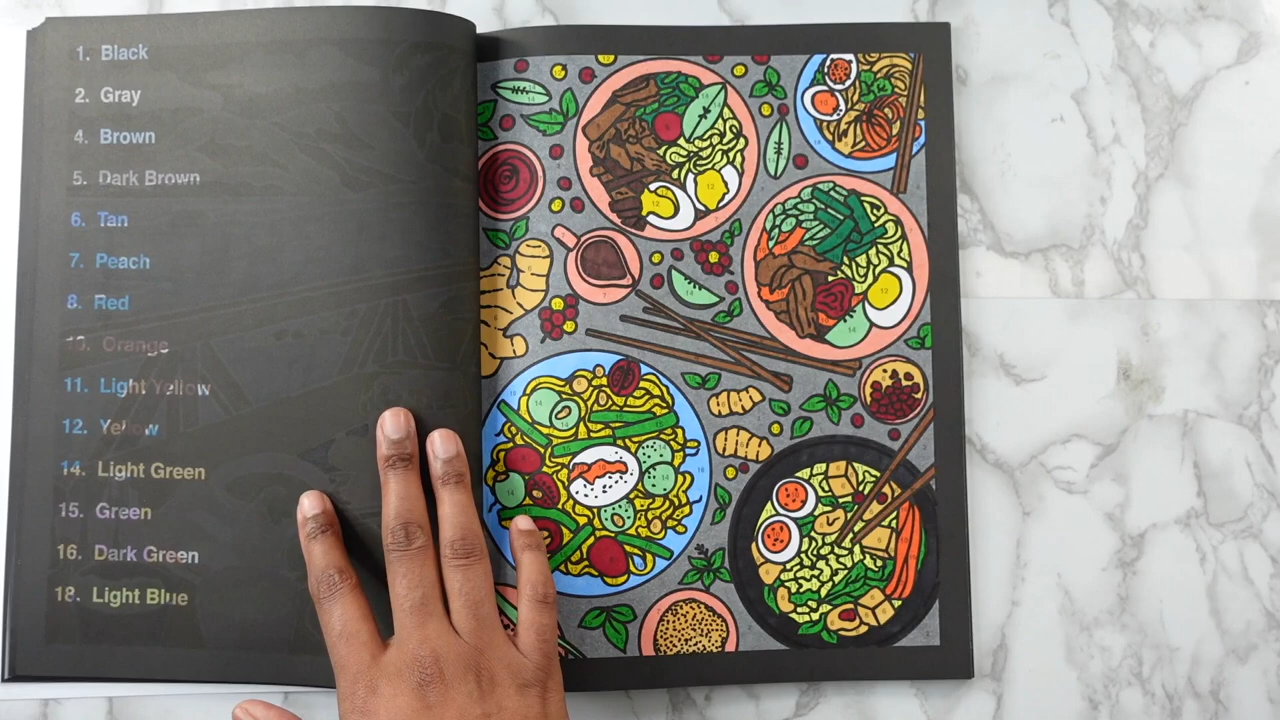 1. Black
2. Gray
4. Brown
5. Dark Brown
6. Tan
7. Peach
8. Red
10. Orange
11. Light Yellow
12. Yellow
14. Light Green
15. Green
16. Dark Green
18. Light Blue